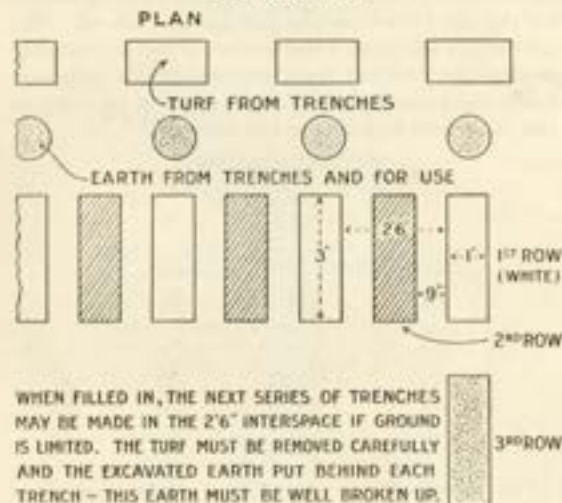 PLAN
TURF FROM TRENCHES
EARTH FROM TRENCHES AND FOR USE
3'
2'6
1'
9"
1ST ROW
(WHITE)
2ND ROW
3RD ROW
WHEN FILLED IN, THE NEXT SERIES OF TRENCHES
MAY BE MADE IN THE 2'6" INTERSPACE IF GROUND
IS LIMITED. THE TURF MUST BE REMOVED CAREFULLY
AND THE EXCAVATED EARTH PUT BEHIND EACH
TRENCH – THIS EARTH MUST BE WELL BROKEN UP.